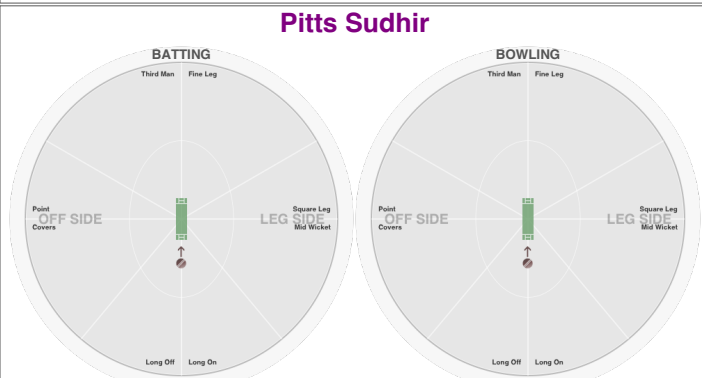 Pitts Sudhir
BATTING
Third Man Fine Leg
Point
OFF SIDE
Covers
Square Leg
LEG SIDE
Mid Wicket
Long Off Long On
BOWLING
Third Man Fine Leg
Point
OFF SIDE
Covers
Square Leg
LEG SIDE
Mid Wicket
Long Off Long On